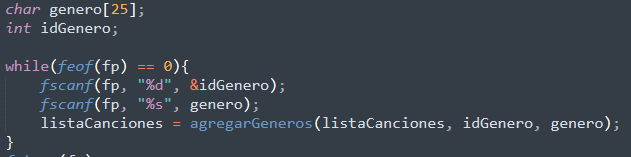 char genero[25];
int idGenero;
while(feof(fp) == 0){
fscanf(fp, "%d", &idGenero);
fscanf(fp, "%s", genero);
listaCanciones = agregarGeneros(listaCanciones, idGenero, genero);
}